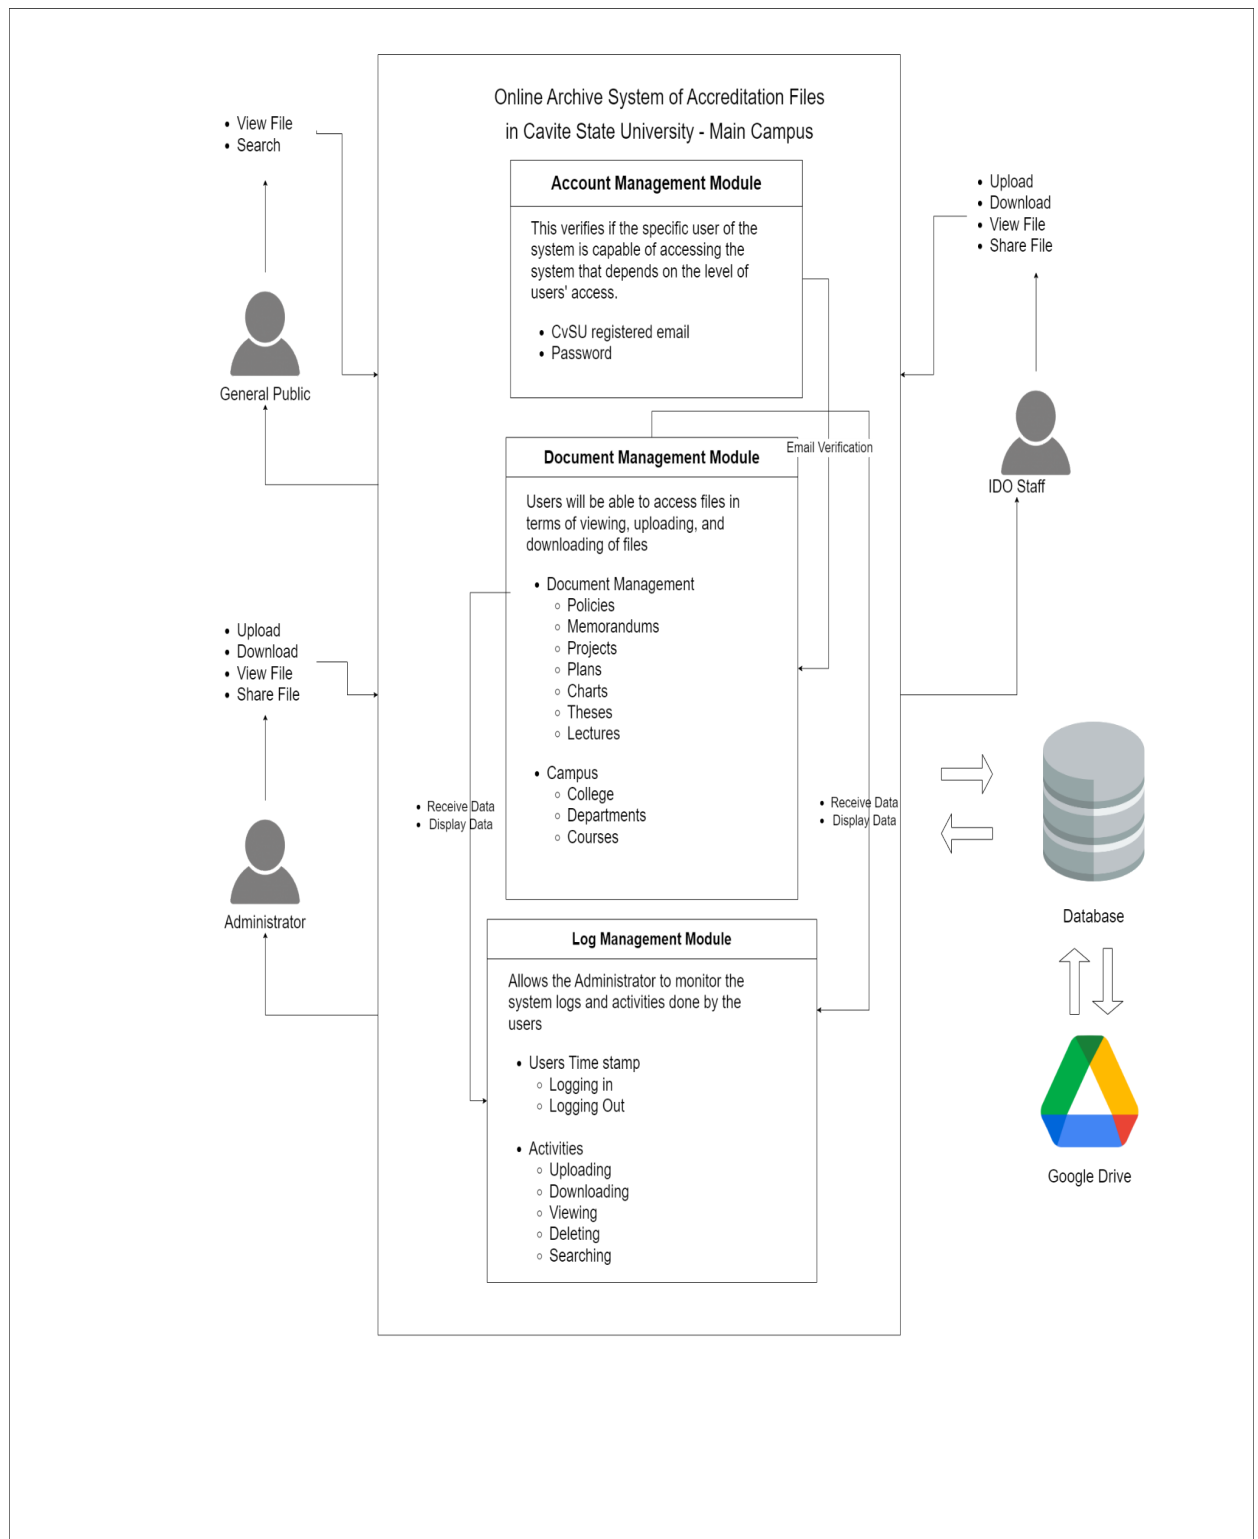 Online Archive System of Accreditation Files
in Cavite State University - Main Campus
• View File
• Search
General Public
• Upload
• Download
• View File
• Share File
Administrator
Account Management Module
This verifies if the specific user of the
system is capable of accessing the
system that depends on the level of
users' access.
• CvSU registered email
• Password
Email Verification
Document Management Module
Users will be able to access files in
terms of viewing, uploading, and
downloading of files
• Document Management
○ Policies
○ Memorandums
○ Projects
○ Plans
○ Charts
○ Theses
○ Lectures
• Campus
○ College
○ Departments
○ Courses
• Receive Data
• Display Data
• Receive Data
• Display Data
Log Management Module
Allows the Administrator to monitor the
system logs and activities done by the
users
• Users Time stamp
○ Logging in
○ Logging Out
• Activities
○ Uploading
○ Downloading
○ Viewing
○ Deleting
○ Searching
• Upload
• Download
• View File
• Share File
IDO Staff
Database
Google Drive